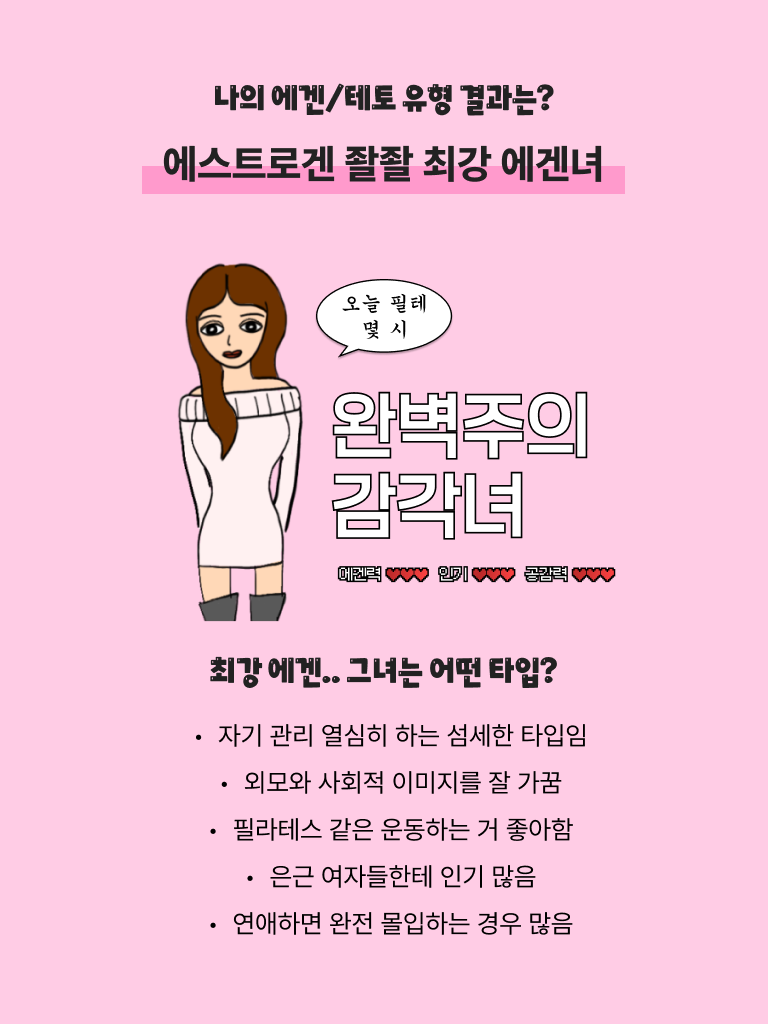 나의 에겐/테토 유형 결과는?
에스트로겐 좔좔 최강 에겐녀
오늘 필테
몇 시
완벽주의
감각녀
에겐력 ♥♥♥ 인기 ♥♥♥ 공감력 ♥♥♥
최강 에겐.. 그녀는 어떤 타입?
• 자기 관리 열심히 하는 섬세한 타입임
• 외모와 사회적 이미지를 잘 가꿈
• 필라테스 같은 운동하는 거 좋아함
• 은근 여자들한테 인기 많음
• 연애하면 완전 몰입하는 경우 많음